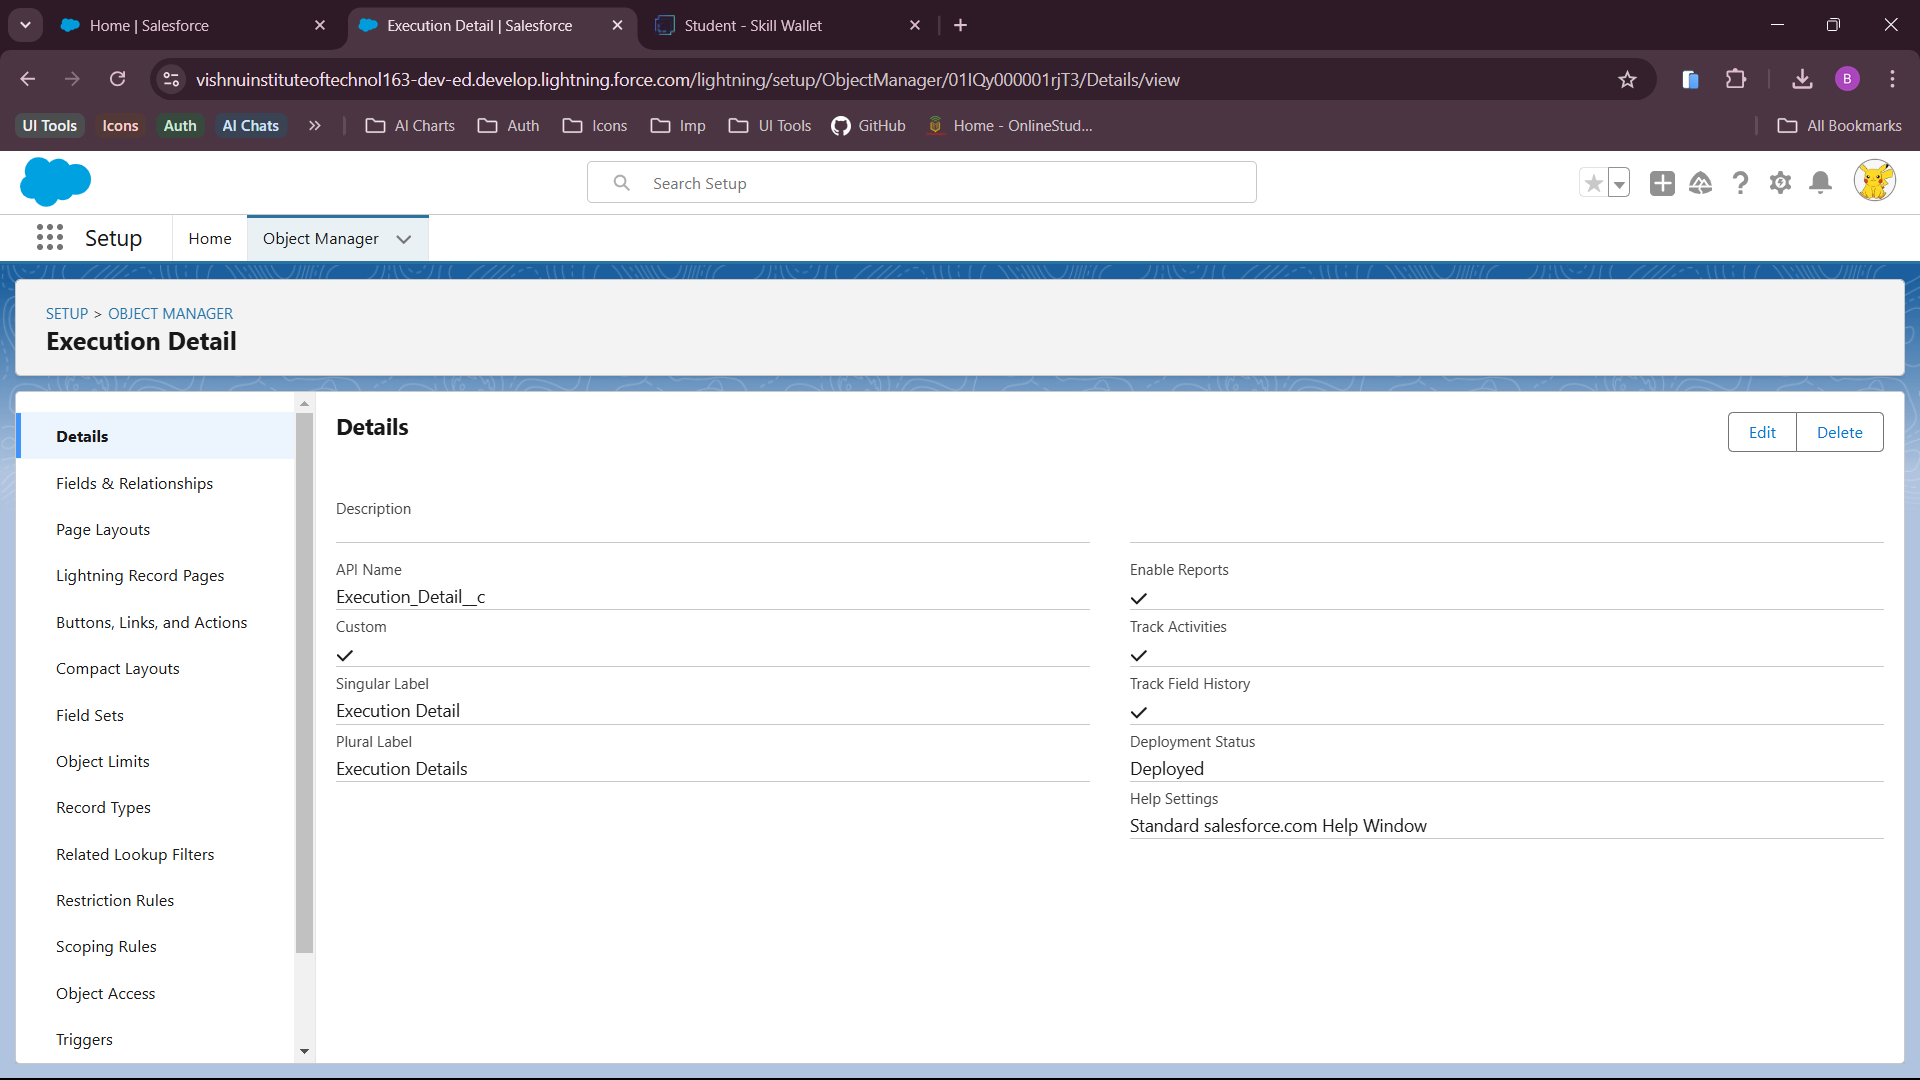 Home | Salesforce
Execution Detail | Salesforce
Student - Skill Wallet
vishnuinstituteoftechnol163-dev-ed.develop.lightning.force.com/lightning/setup/ObjectManager/01IQy000001rjT3/Details/view
B
UI Tools
Icons
Auth
AI Chats
AI Charts
Auth
Icons
Imp
UI Tools
GitHub
Home - OnlineStud...
All Bookmarks
Search Setup
Setup
Home
Object Manager
SETUP > OBJECT MANAGER
Execution Detail
Details
Fields & Relationships
Page Layouts
Lightning Record Pages
Buttons, Links, and Actions
Compact Layouts
Field Sets
Object Limits
Record Types
Related Lookup Filters
Restriction Rules
Scoping Rules
Object Access
Triggers
Details
Edit
Delete
Description
API Name
Execution_Detail__c
Custom
Singular Label
Execution Detail
Plural Label
Execution Details
Enable Reports
Track Activities
Track Field History
Deployment Status
Deployed
Help Settings
Standard salesforce.com Help Window